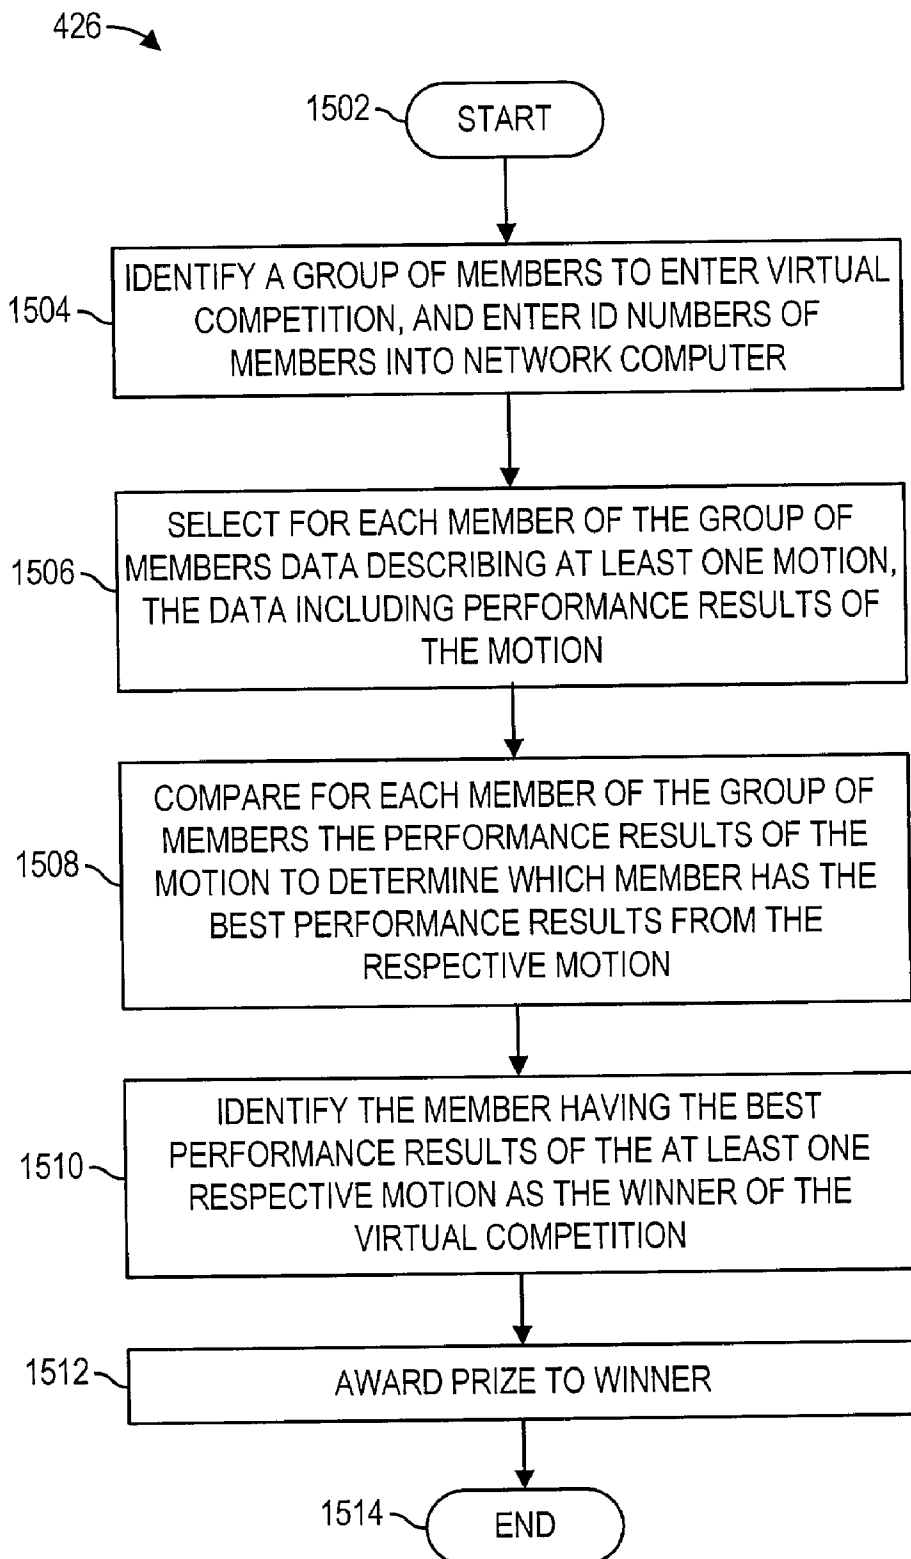 426
1502
START
1504
IDENTIFY A GROUP OF MEMBERS TO ENTER VIRTUAL
COMPETITION, AND ENTER ID NUMBERS OF
MEMBERS INTO NETWORK COMPUTER
1506
SELECT FOR EACH MEMBER OF THE GROUP OF
MEMBERS DATA DESCRIBING AT LEAST ONE MOTION,
THE DATA INCLUDING PERFORMANCE RESULTS OF
THE MOTION
1508
COMPARE FOR EACH MEMBER OF THE GROUP OF
MEMBERS THE PERFORMANCE RESULTS OF THE
MOTION TO DETERMINE WHICH MEMBER HAS THE
BEST PERFORMANCE RESULTS FROM THE
RESPECTIVE MOTION
1510
IDENTIFY THE MEMBER HAVING THE BEST
PERFORMANCE RESULTS OF THE AT LEAST ONE
RESPECTIVE MOTION AS THE WINNER OF THE
VIRTUAL COMPETITION
1512
AWARD PRIZE TO WINNER
1514
END